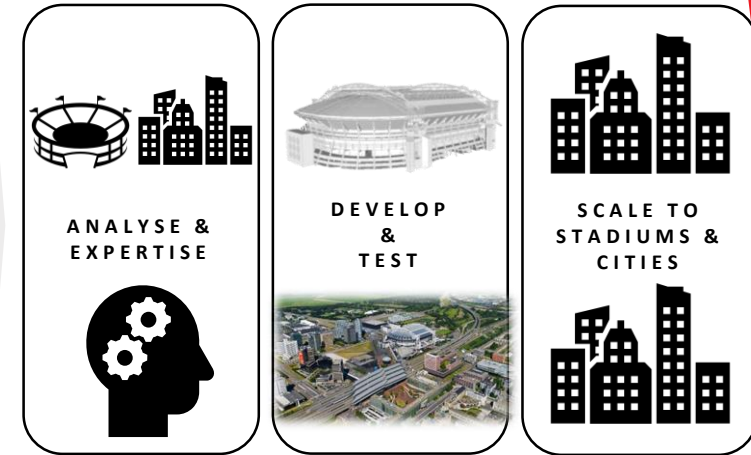 ANALYSE &
EXPERTISE
DEVELOP
&
TEST
SCALE TO
STADIUMS &
CITIES